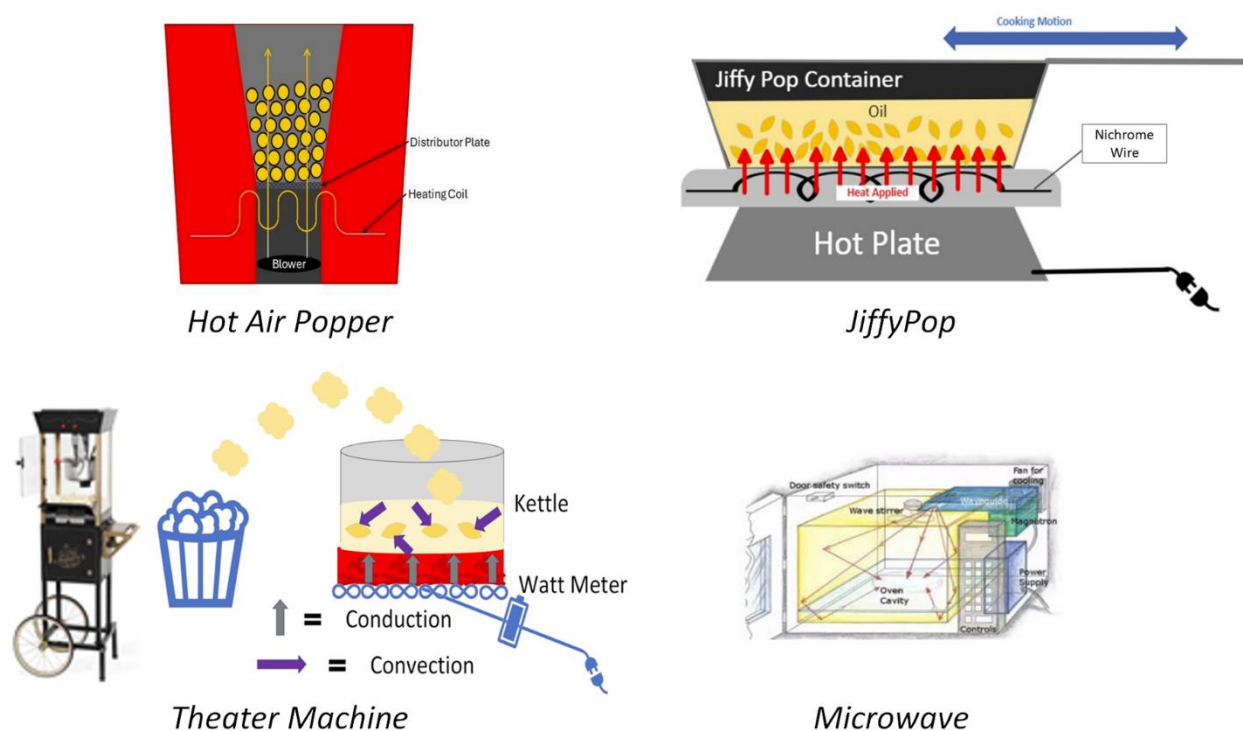 Distributor Plate
Heating Coil
Blower
Hot Air Popper
Cooking Motion
Jiffy Pop Container
Oil
Nichrome
Wire
Heat Applied
Hot Plate
JiffyPop
Kettle
Watt Meter
= Conduction
= Convection
Theater Machine
Door safety switch
Fan for
cooling
Waveguide
Wave stirrer
Magnetron
Power
Supply
Oven
Cavity
Controls
Microwave